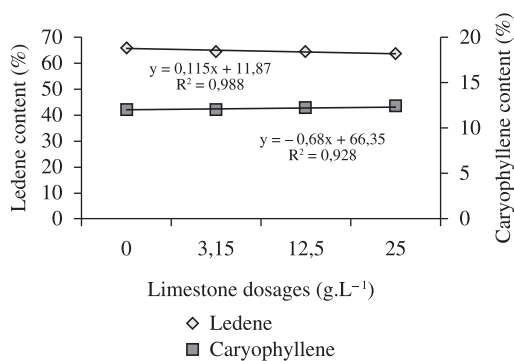 Ledene content (%)
70
60
50
40
30
20
10
0
y = 0,115x + 11,87
R² = 0,988
y = – 0,68x + 66,35
R² = 0,928
20
15
10
5
0
Caryophyllene content (%)
0 3,15 12,5 25
Limestone dosages (g.L⁻¹)
Ledene
Caryophyllene